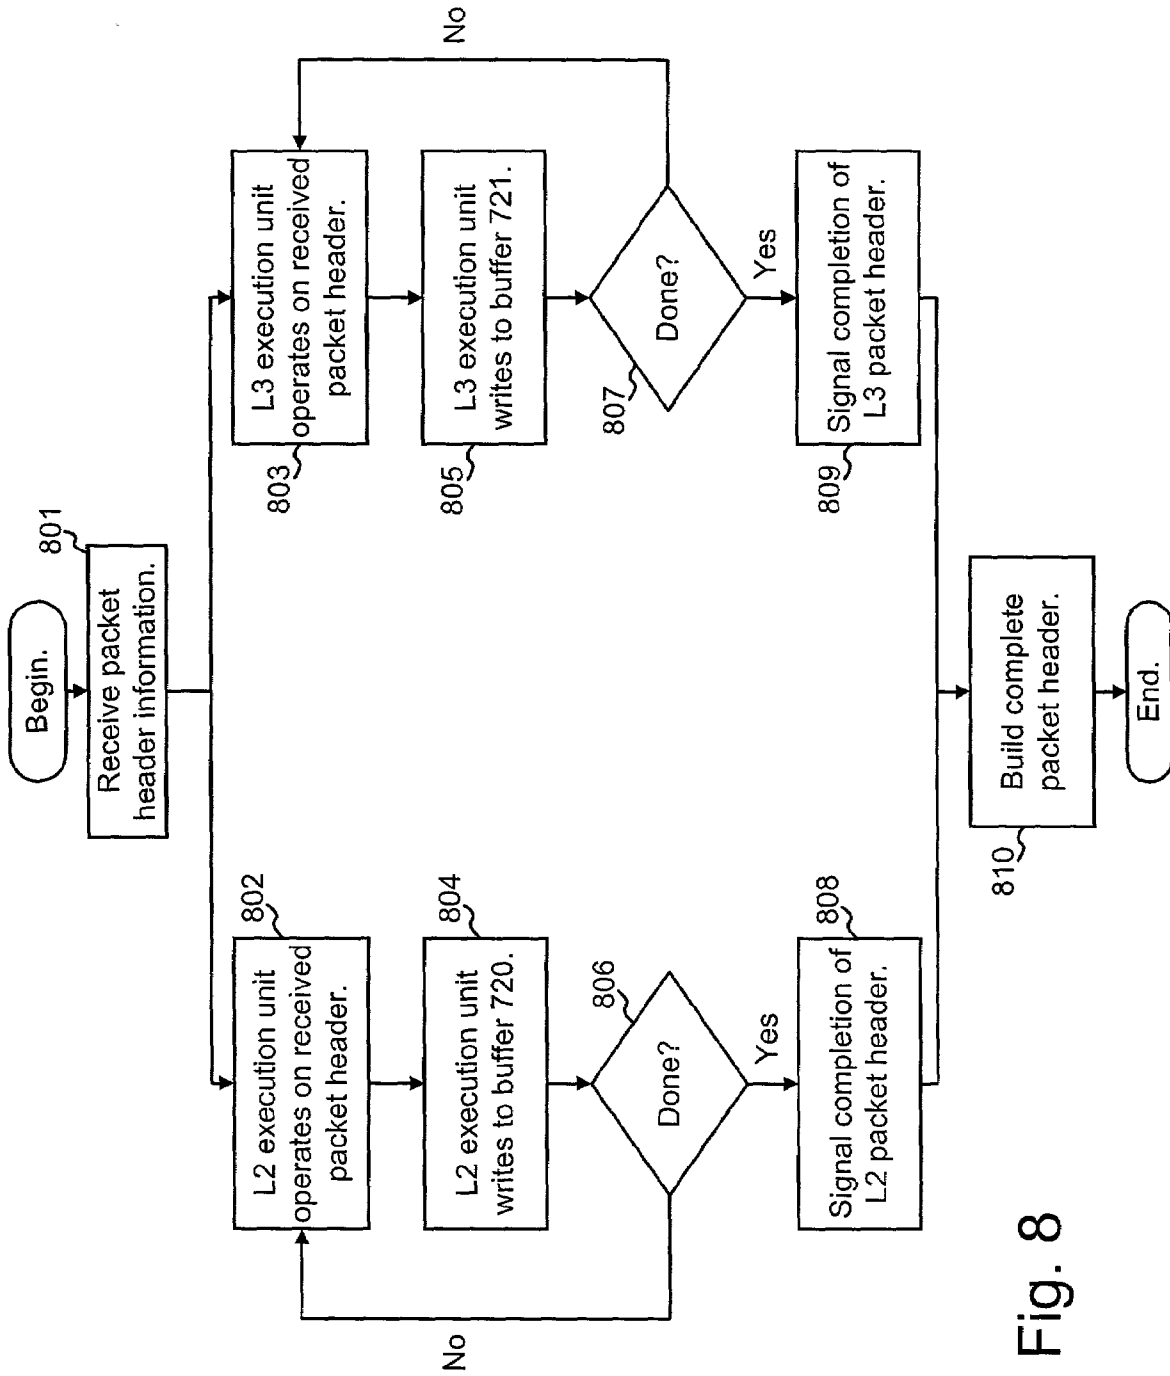 Begin.
801
Receive packet
header information.
802
L2 execution unit
operates on received
packet header.
803
L3 execution unit
operates on received
packet header.
804
L2 execution unit
writes to buffer 720.
805
L3 execution unit
writes to buffer 721.
No
806
Done?
Yes
No
807
Done?
Yes
808
Signal completion of
L2 packet header.
809
Signal completion of
L3 packet header.
810
Build complete
packet header.
End.
Fig. 8